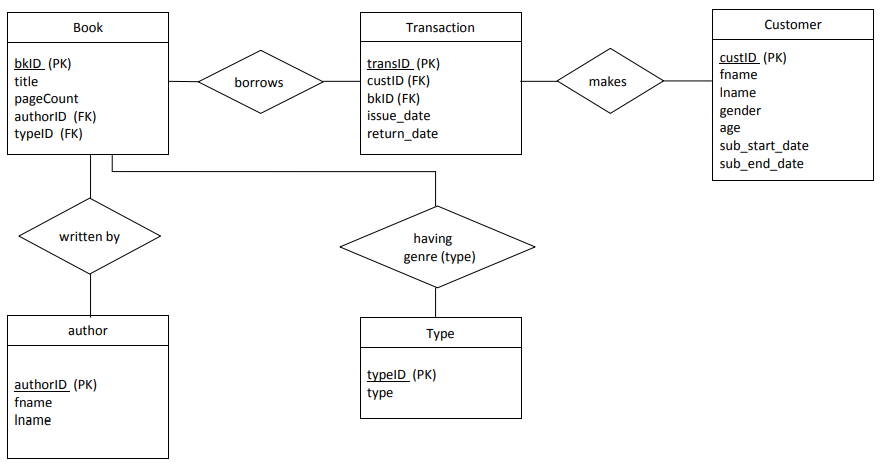 Book
bkID (PK)
title
pageCount
authorID (FK)
typeID (FK)
borrows
Transaction
transID (PK)
custID (FK)
bkID (FK)
issue_date
return_date
makes
Customer
custID (PK)
fname
lname
gender
age
sub_start_date
sub_end_date
written by
having
genre (type)
author
authorID (PK)
fname
lname
Type
typeID (PK)
type